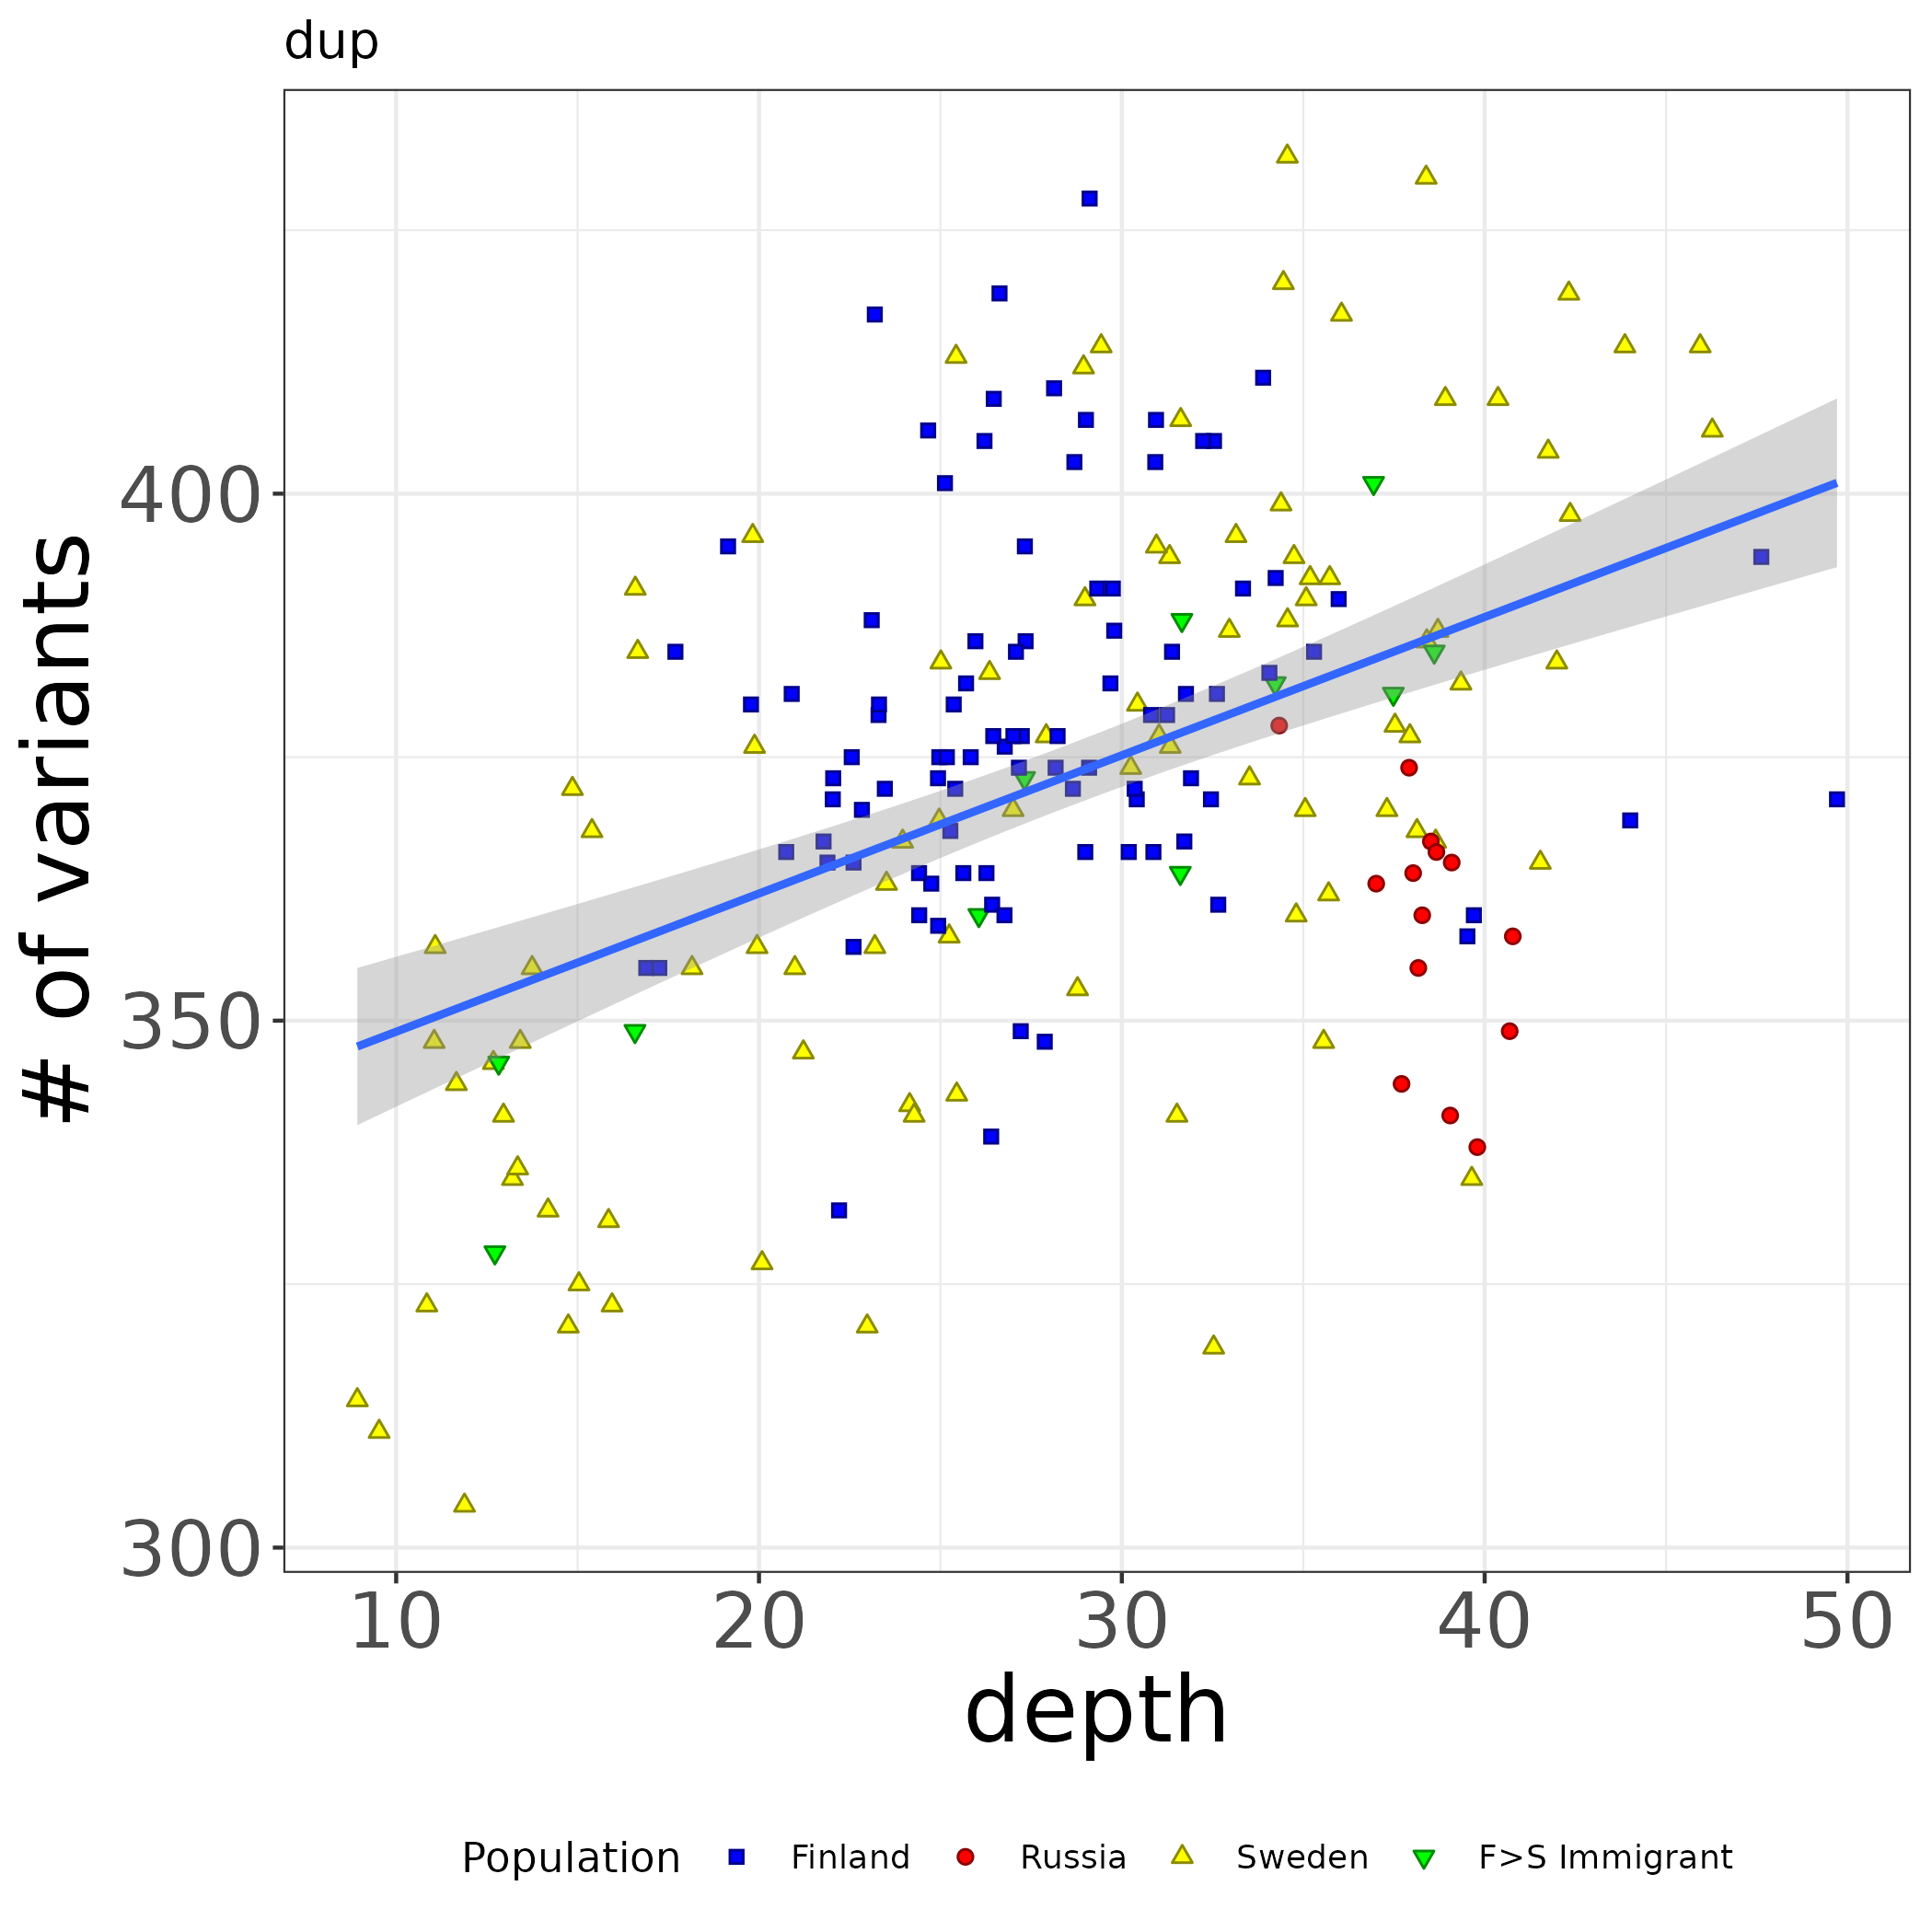 dup
# of variants
400
350
300
10 20 30 40 50
depth
Population Finland Russia Sweden F>S Immigrant